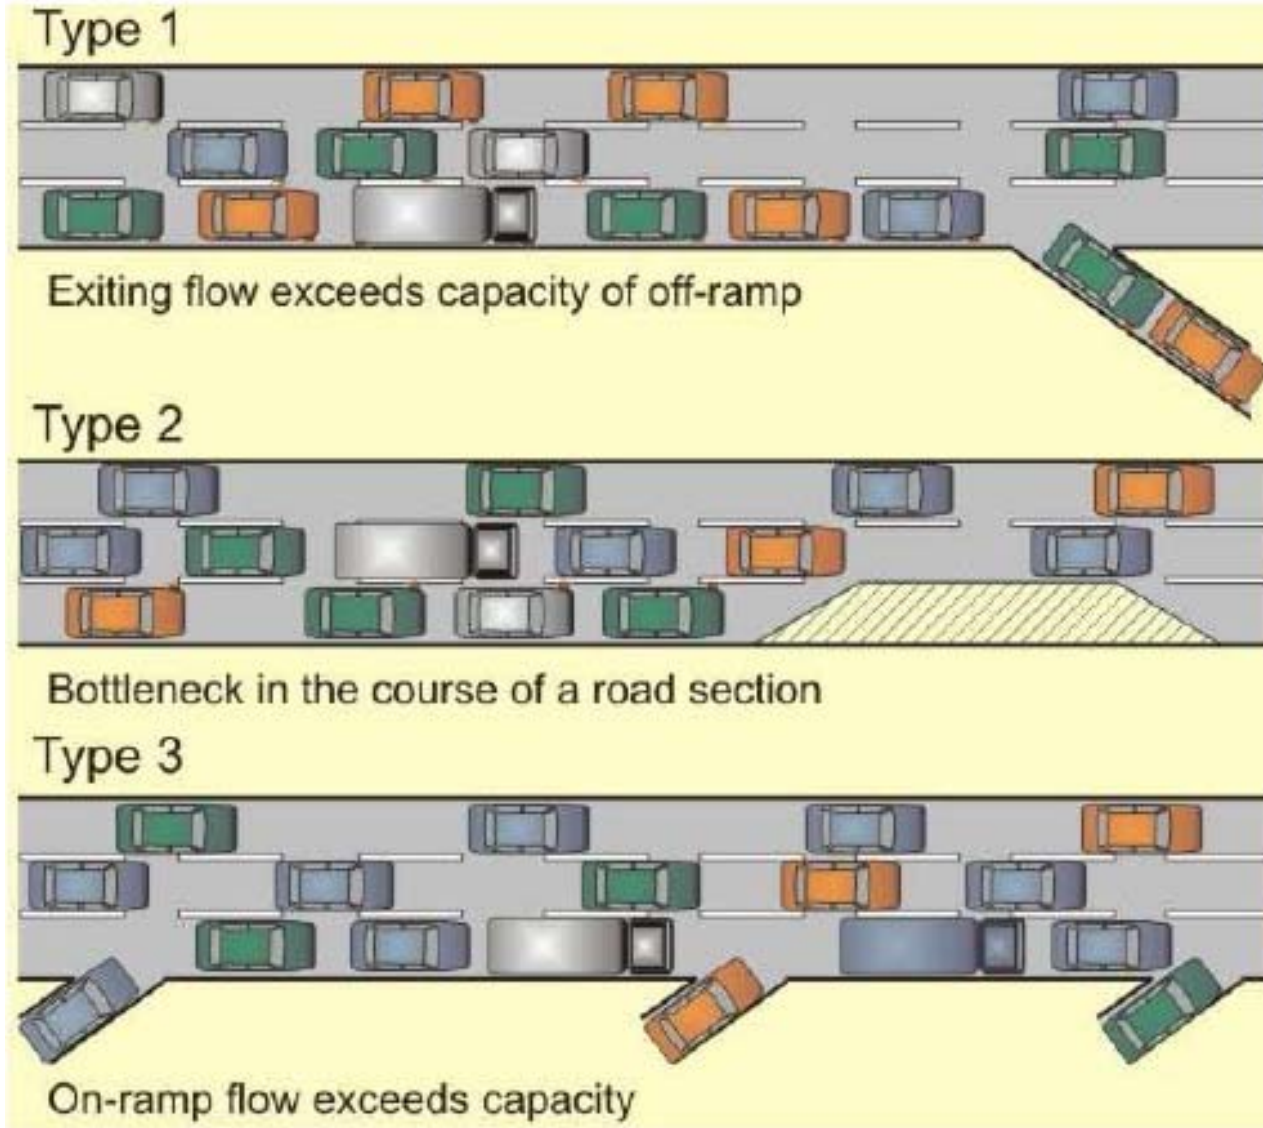 Type 1
Exiting flow exceeds capacity of off-ramp
Type 2
Bottleneck in the course of a road section
Type 3
On-ramp flow exceeds capacity